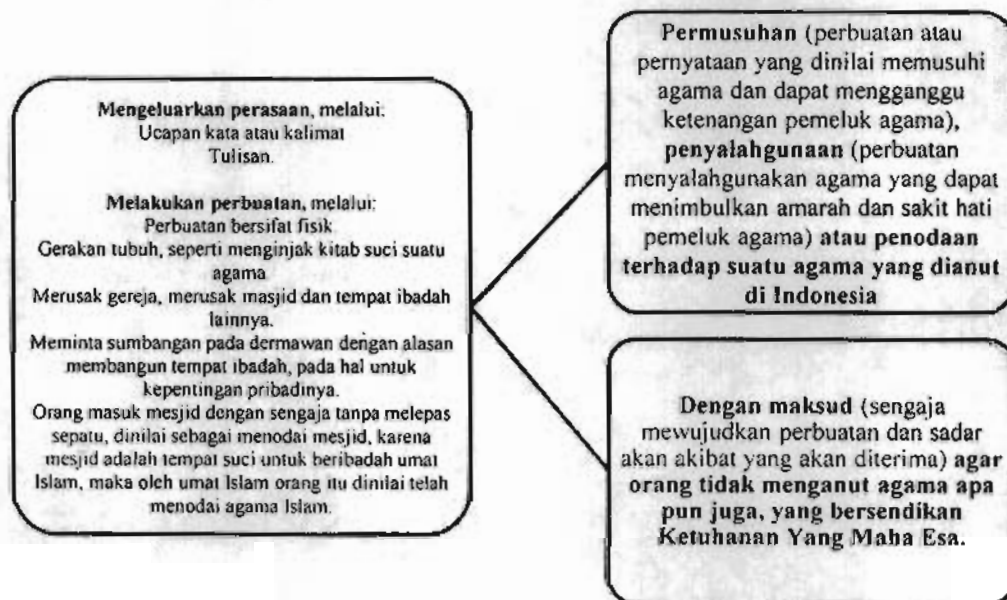 Mengeluarkan perasaan, melalui:
Ucapan kata atau kalimat
Tulisan.
Melakukan perbuatan, melalui:
Perbuatan bersifat fisik
Gerakan tubuh, seperti menginjak kitab suci suatu
agama
Merusak gereja, merusak masjid dan tempat ibadah
lainnya.
Meminta sumbangan pada dermawan dengan alasan
membangun tempat ibadah, pada hal untuk
kepentingan pribadinya.
Orang masuk mesjid dengan sengaja tanpa melepas
sepatu, dinilai sebagai menodai mesjid, karena
mesjid adalah tempat suci untuk beribadah umat
Islam, maka oleh umat Islam orang itu dinilai telah
menodai agama Islam.
Permusuhan (perbuatan atau
pernyataan yang dinilai memusuhi
agama dan dapat mengganggu
ketenangan pemeluk agama),
penyalahgunaan (perbuatan
menyalahgunakan agama yang dapat
menimbulkan amarah dan sakit hati
pemeluk agama) atau penodaan
terhadap suatu agama yang dianut
di Indonesia
Dengan maksud (sengaja
mewujudkan perbuatan dan sadar
akan akibat yang akan diterima) agar
orang tidak menganut agama apa
pun juga, yang bersendikan
Ketuhanan Yang Maha Esa.